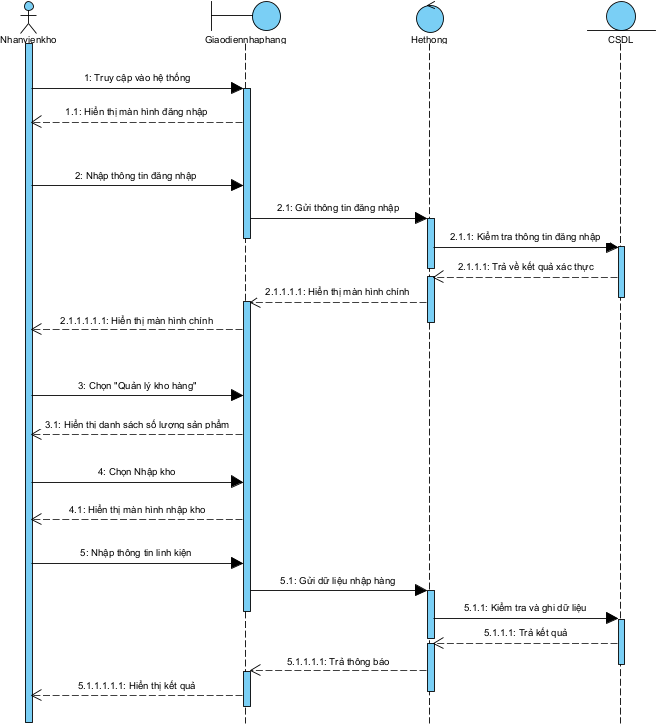 Nhanvienkho
Giaodiennhaphang
Hethong
CSDL
1: Truy cập vào hệ thống
1.1: Hiển thị màn hình đăng nhập
2: Nhập thông tin đăng nhập
2.1: Gửi thông tin đăng nhập
2.1.1: Kiểm tra thông tin đăng nhập
2.1.1.1: Trả về kết quả xác thực
2.1.1.1.1: Hiển thị màn hình chính
2.1.1.1.1.1: Hiển thị màn hình chính
3: Chọn "Quản lý kho hàng"
3.1: Hiển thị danh sách số lượng sản phẩm
4: Chọn Nhập kho
4.1: Hiển thị màn hình nhập kho
5: Nhập thông tin linh kiện
5.1: Gửi dữ liệu nhập hàng
5.1.1: Kiểm tra và ghi dữ liệu
5.1.1.1: Trả kết quả
5.1.1.1.1: Trả thông báo
5.1.1.1.1.1: Hiển thị kết quả